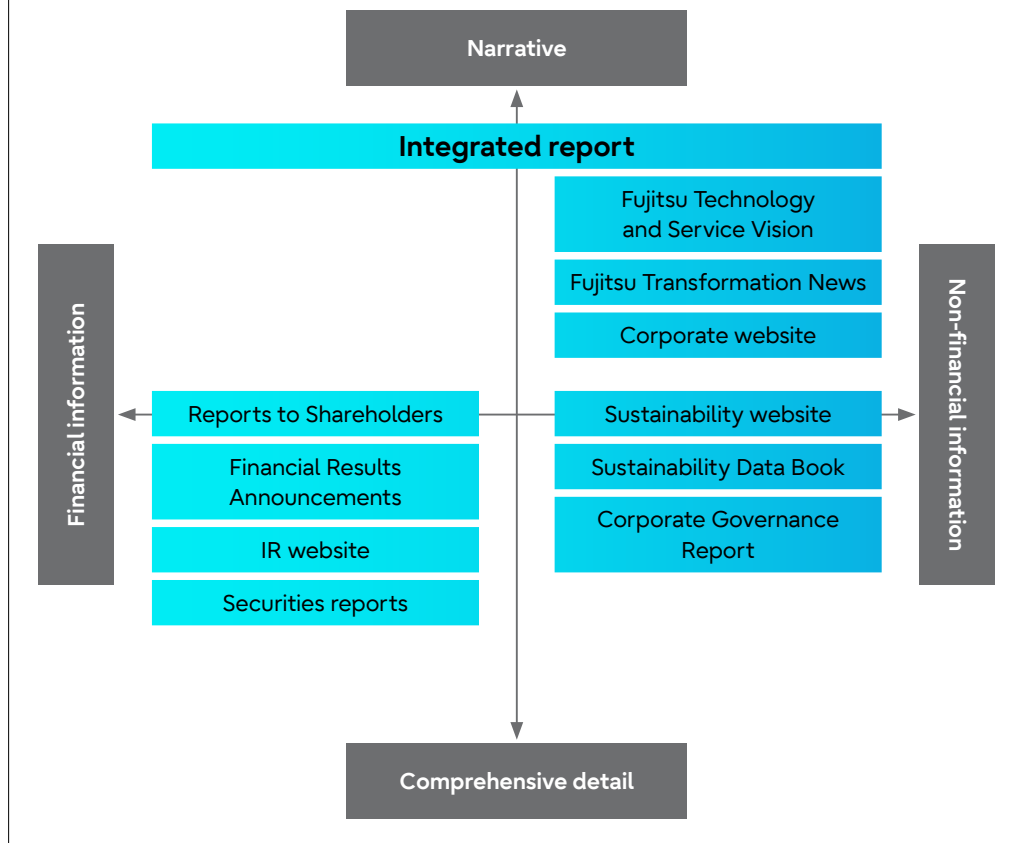 Narrative
Integrated report
Fujitsu Technology
and Service Vision
Fujitsu Transformation News
Corporate website
Financial information
Non-financial information
Reports to Shareholders
Financial Results
Announcements
IR website
Securities reports
Sustainability website
Sustainability Data Book
Corporate Governance
Report
Comprehensive detail